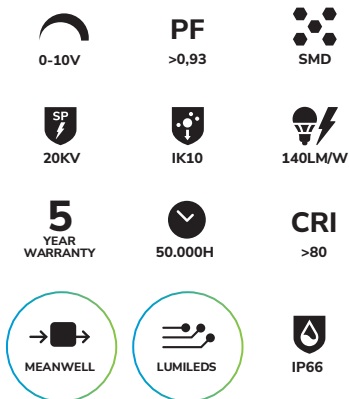 0-10V
PF
>0,93
SMD
SP
20KV
IK10
140LM/W
5
YEAR
WARRANTY
50.000H
CRI
>80
MEANWELL
LUMILEDS
IP66